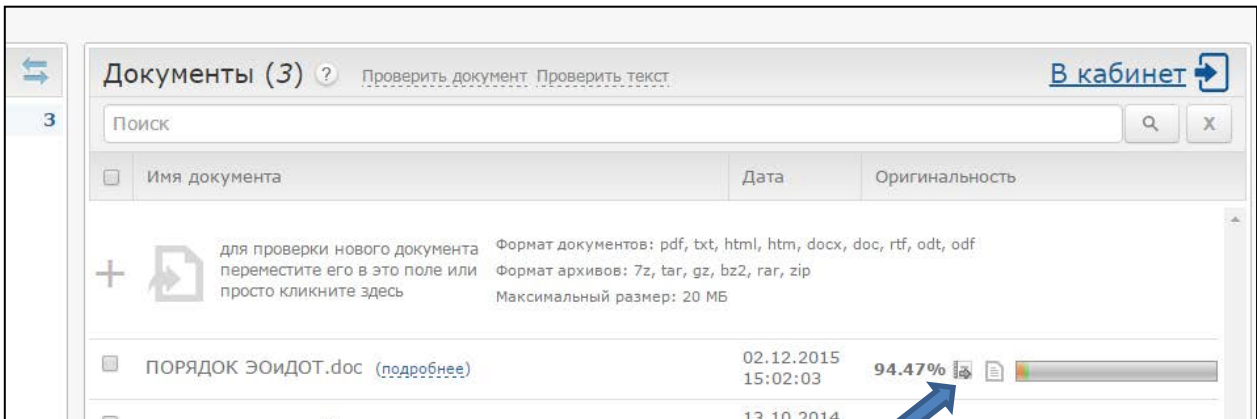 Документы (3) ? Проверить документ Проверить текст В кабинет
3
Поиск X
Имя документа Дата Оригинальность
для проверки нового документа
переместите его в это поле или
просто кликните здесь
Формат документов: pdf, txt, html, htm, docx, doc, rtf, odt, odf
Формат архивов: 7z, tar, gz, bz2, rar, zip
Максимальный размер: 20 МБ
ПОРЯДОК ЭОиДОТ.doc (подробнее) 02.12.2015
15:02:03 94.47%
13.10.2014